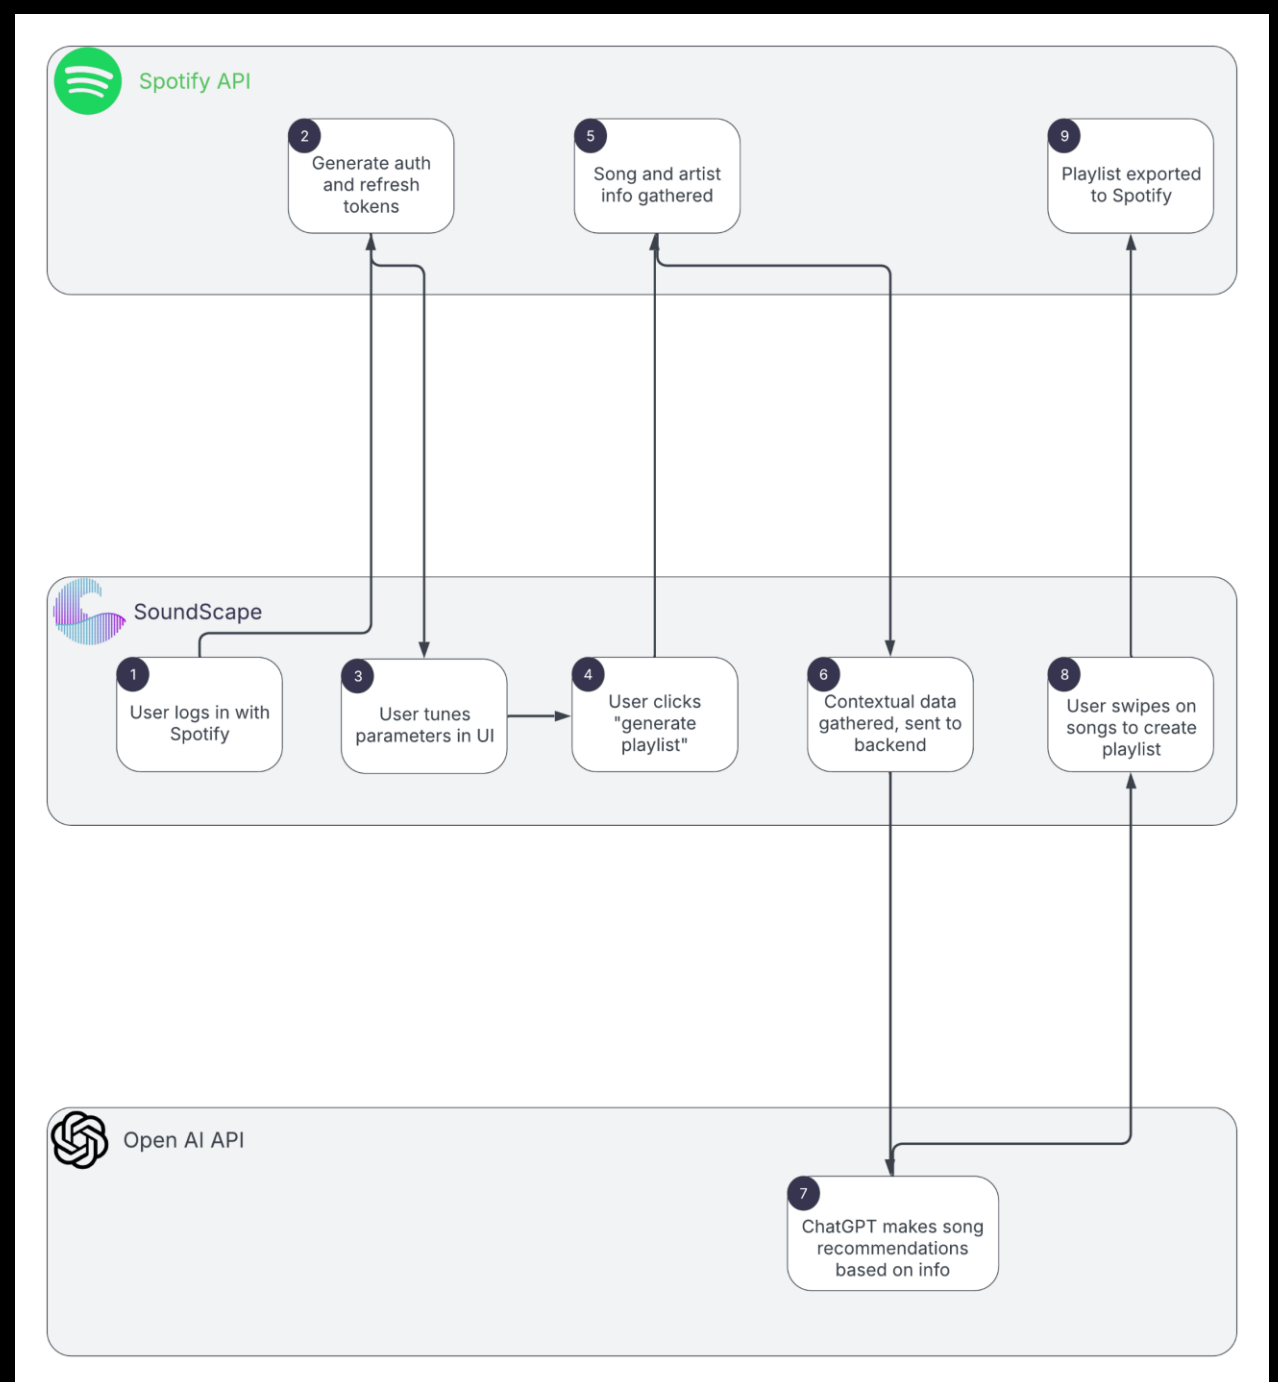 Spotify API
2
Generate auth
and refresh
tokens
5
Song and artist
info gathered
9
Playlist exported
to Spotify
SoundScape
1
User logs in with
Spotify
3
User tunes
parameters in UI
4
User clicks
"generate
playlist"
6
Contextual data
gathered, sent to
backend
8
User swipes on
songs to create
playlist
Open AI API
7
ChatGPT makes song
recommendations
based on info